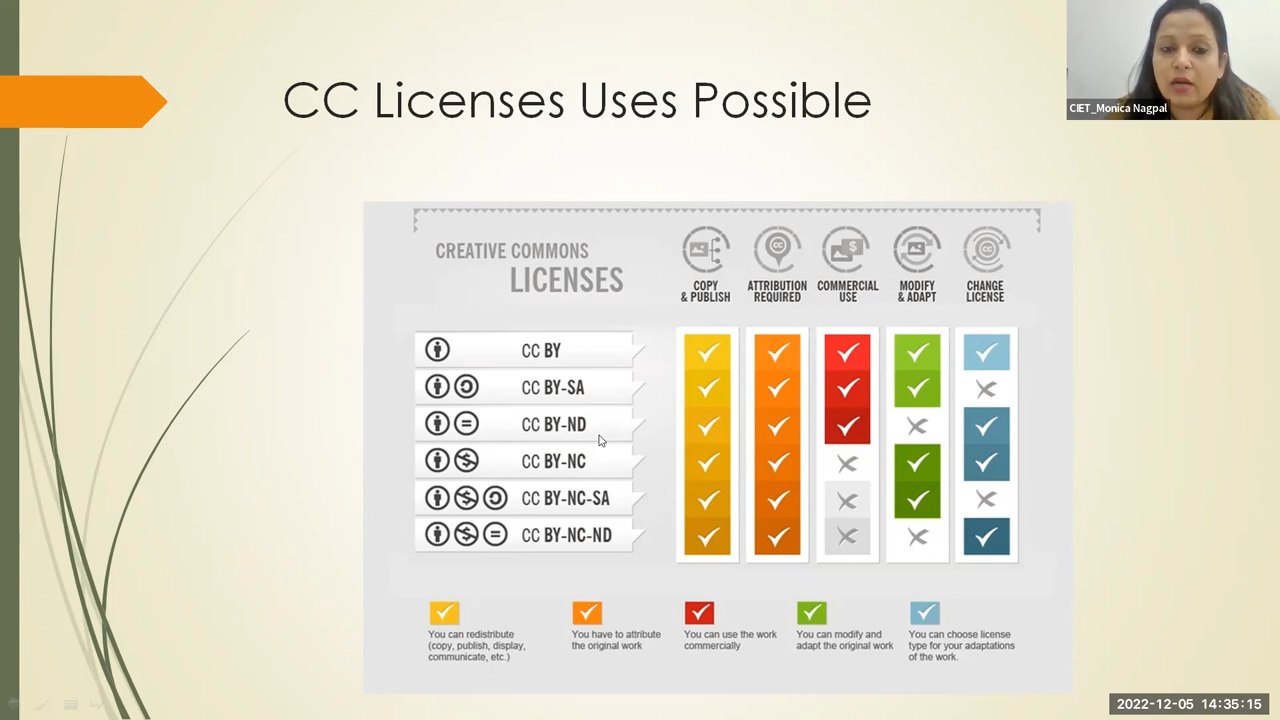 CC Licenses Uses Possible
CIET_Monica Nagpal
CREATIVE COMMONS
LICENSES
COPY
& PUBLISH
ATTRIBUTION
REQUIRED
COMMERCIAL
USE
MODIFY
& ADAPT
CHANGE
LICENSE
CC BY
CC BY-SA
CC BY-ND
CC BY-NC
CC BY-NC-SA
CC BY-NC-ND
You can redistribute
(copy, publish, display,
communicate, etc.)
You have to attribute
the original work
You can use the work
commercially
You can modify and
adapt the original work
You can choose license
type for your adaptations
of the work.
2022-12-05 14:35:15